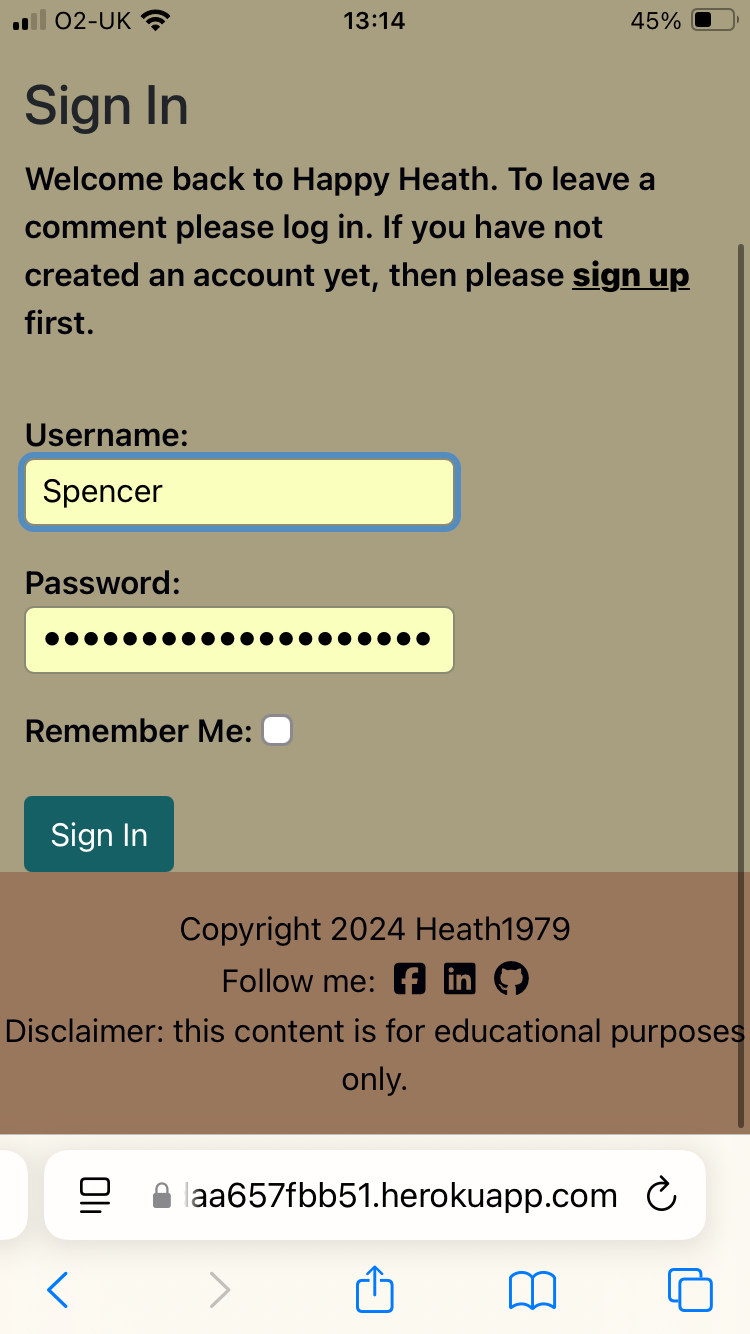 O2-UK 13:14 45%
Sign In
Welcome back to Happy Heath. To leave a
comment please log in. If you have not
created an account yet, then please sign up
first.
Username:
Spencer
Password:
●●●●●●●●●●●●●●●●●●●●
Remember Me:
Sign In
Copyright 2024 Heath1979
Follow me:
Disclaimer: this content is for educational purposes
only.
aa657fbb51.herokuapp.com